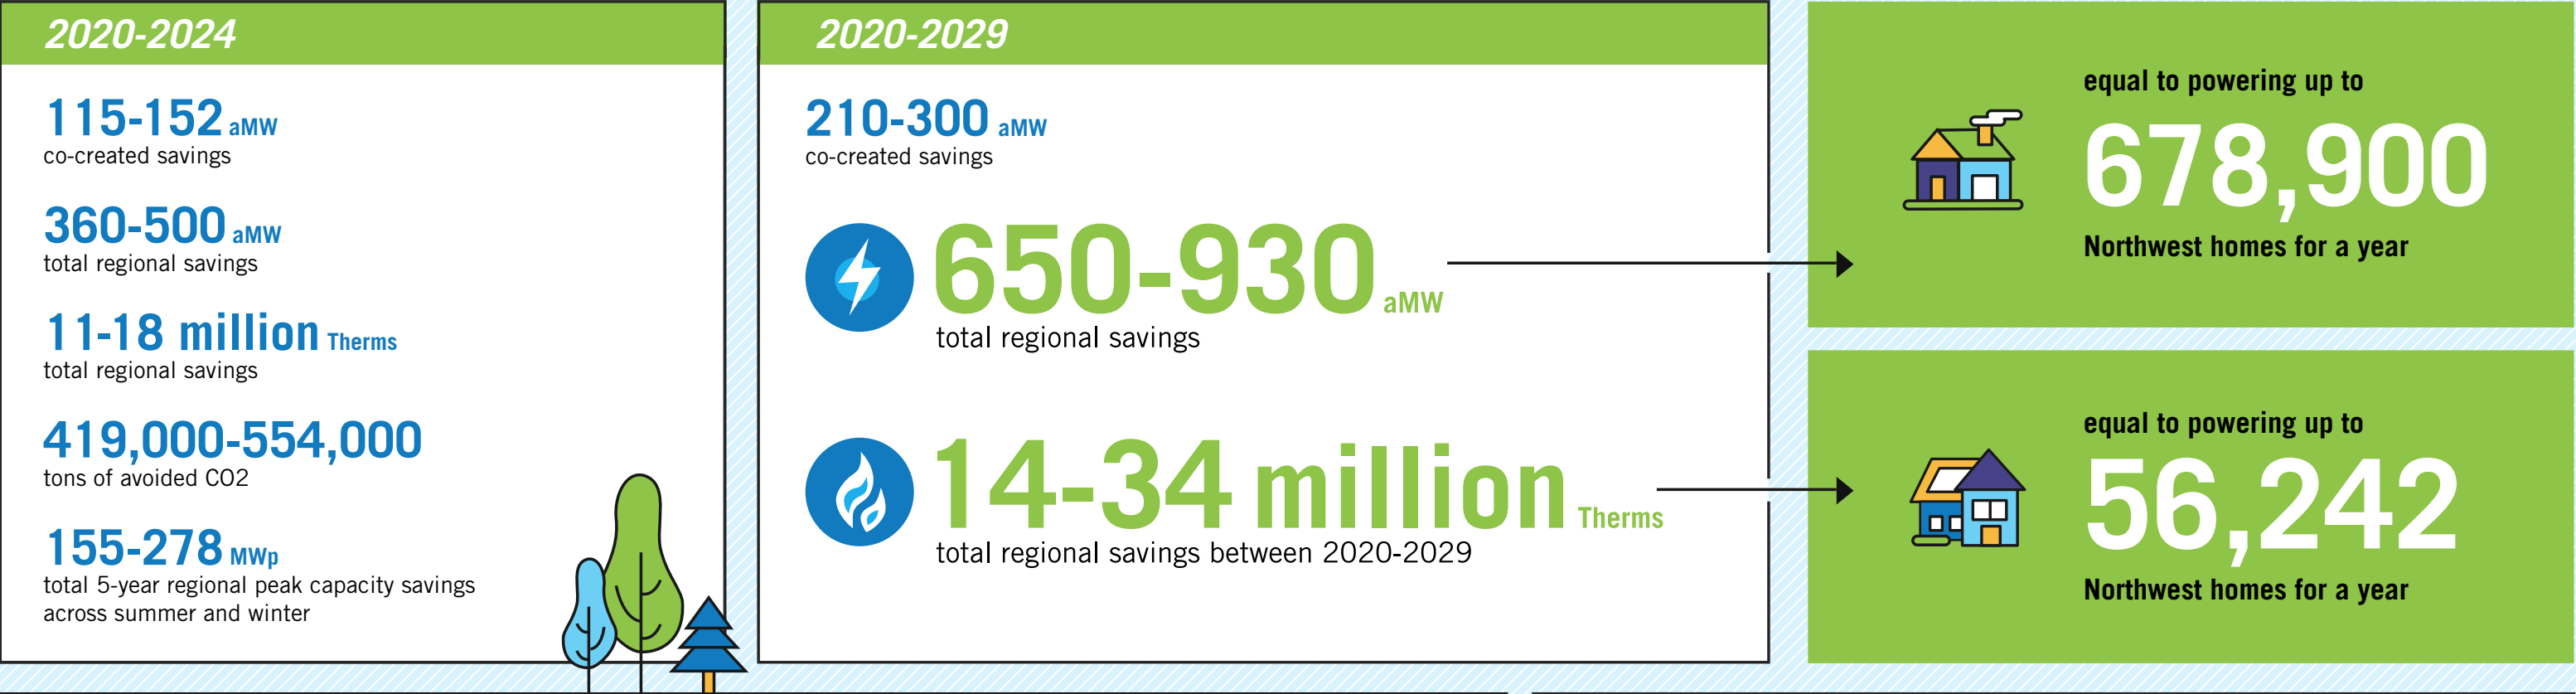 2020-2024
115-152 aMW
co-created savings
360-500 aMW
total regional savings
11-18 million Therms
total regional savings
419,000-554,000
tons of avoided CO2
155-278 MWp
total 5-year regional peak capacity savings
across summer and winter
2020-2029
210-300 aMW
co-created savings
650-930 aMW
total regional savings
14-34 million Therms
total regional savings between 2020-2029
equal to powering up to
678,900
Northwest homes for a year
equal to powering up to
56,242
Northwest homes for a year